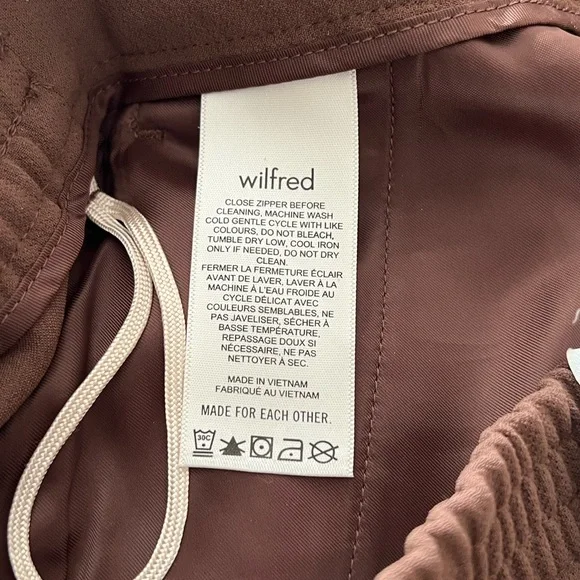 wilfred
CLOSE ZIPPER BEFORE
CLEANING, MACHINE WASH
COLD GENTLE CYCLE WITH LIKE
COLOURS, DO NOT BLEACH,
TUMBLE DRY LOW, COOL IRON
ONLY IF NEEDED, DO NOT DRY
CLEAN.
FERMER LA FERMETURE ÉCLAIR
AVANT DE LAVER, LAVER À LA
MACHINE À L'EAU FROIDE AU
CYCLE DÉLICAT AVEC
COULEURS SEMBLABLES, NE
PAS JAVELISER, SÉCHER À
BASSE TEMPÉRATURE,
REPASSAGE DOUX SI
NÉCESSAIRE, NE PAS
NETTOYER À SEC.
MADE IN VIETNAM
FABRIQUÉ AU VIETNAM
MADE FOR EACH OTHER.
30C